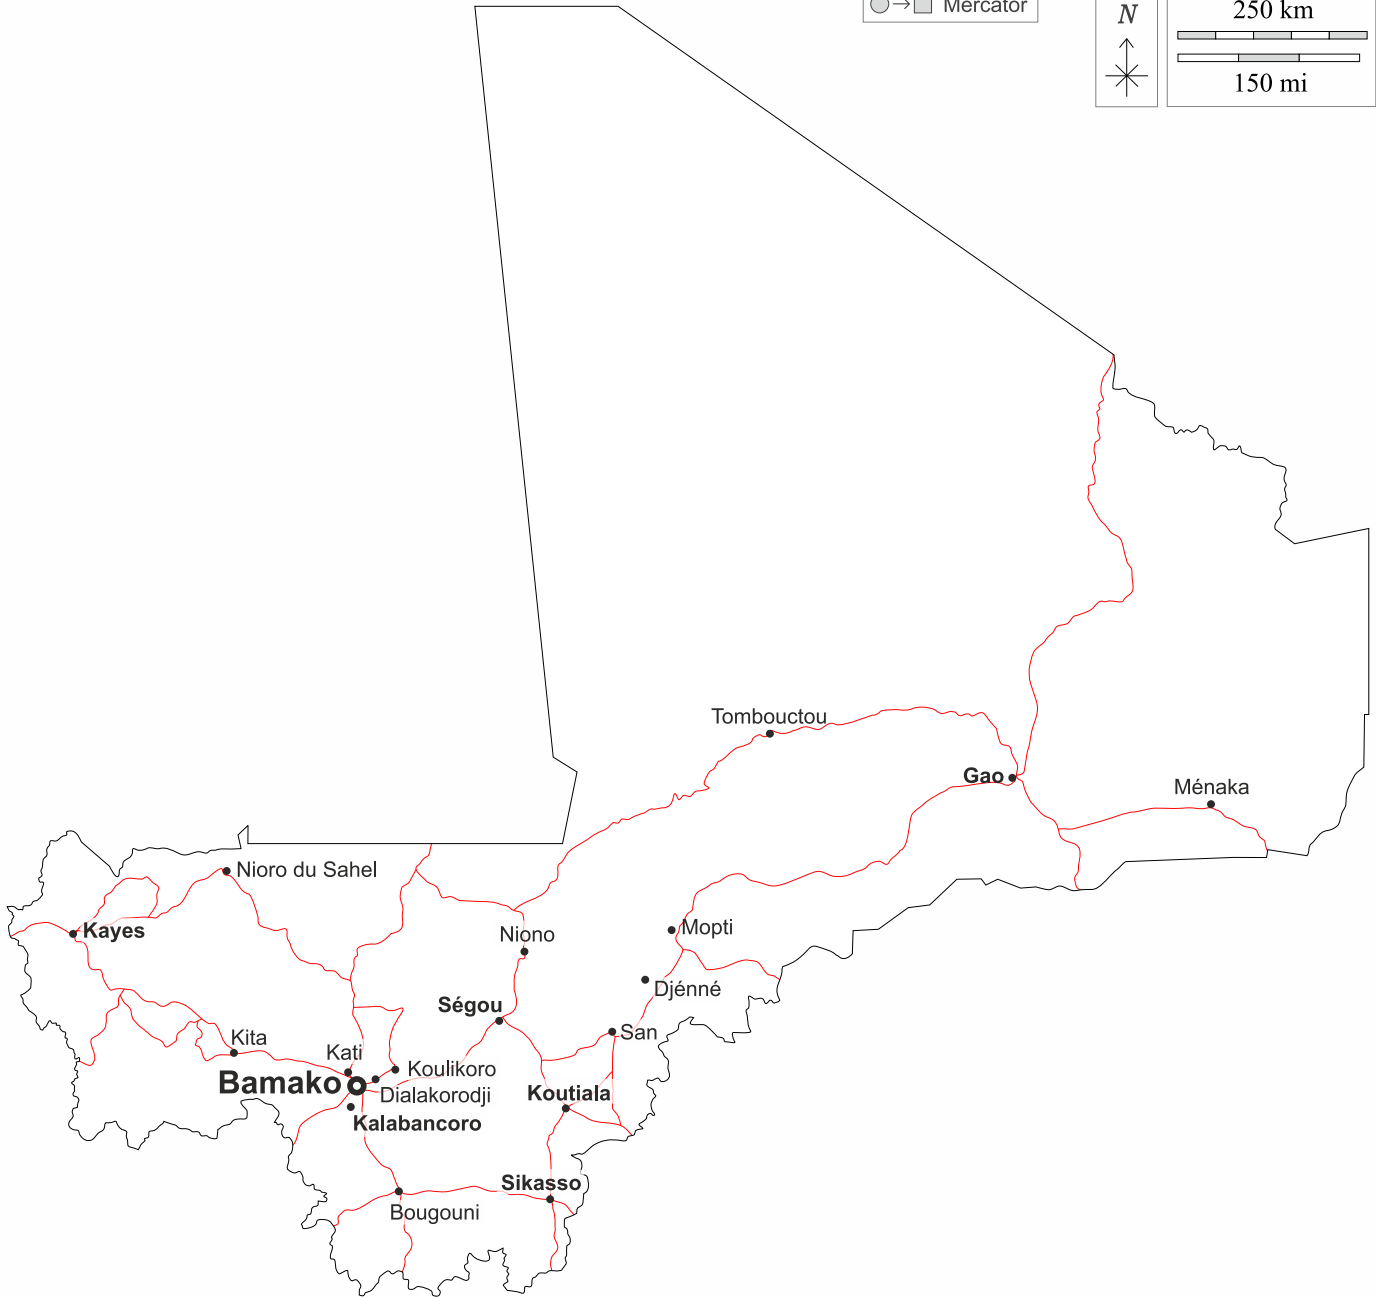 Mercator
N
250 km
150 mi
Tombouctou
Gao
Ménaka
Nioro du Sahel
Kayes
Mopti
Niono
Djénné
Ségou
San
Kita
Kati
Koulikoro
Bamako
Dialakorodji
Koutiala
Kalabancoro
Sikasso
Bougouni